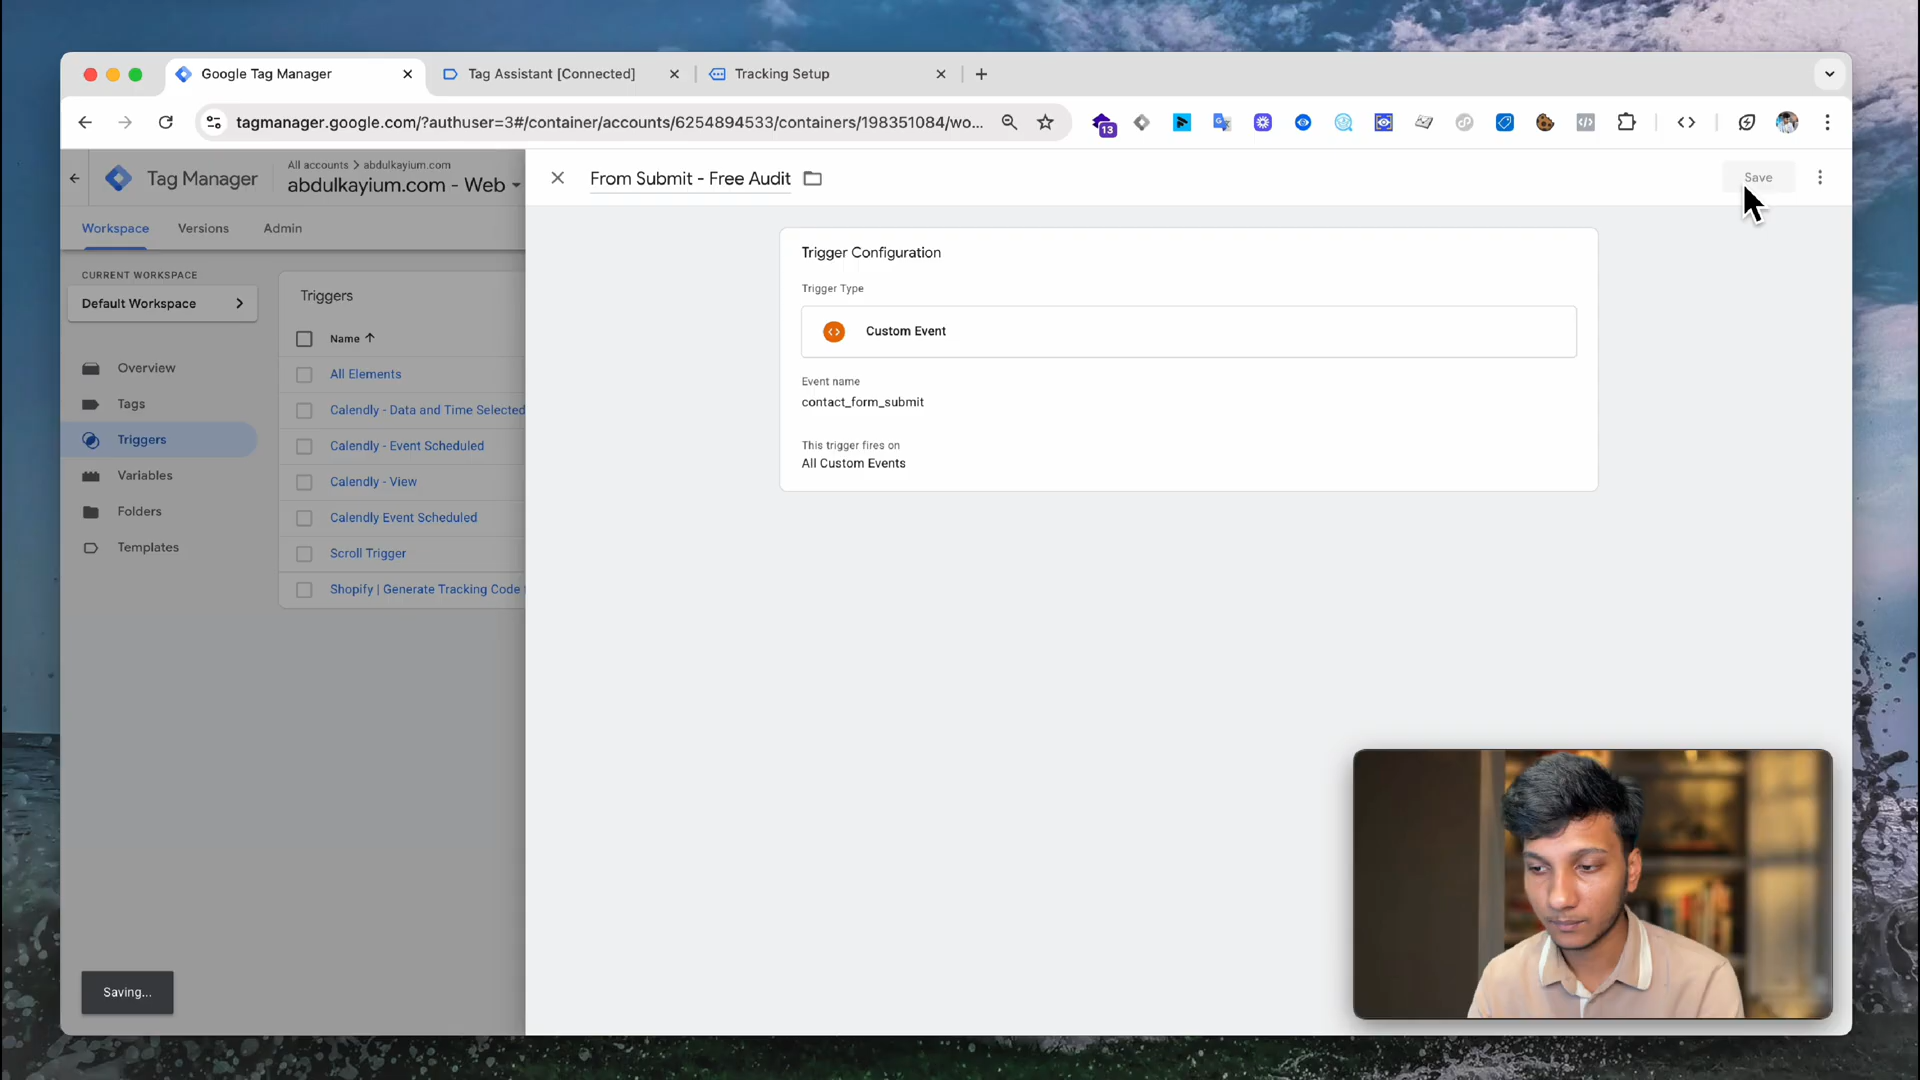 Google Tag Manager
Tag Assistant [Connected]
Tracking Setup
tagmanager.google.com/?authuser=3#/container/accounts/6254894533/containers/198351084/wo...
13
Tag Manager
All accounts > abdulkayium.com
abdulkayium.com - Web
From Submit - Free Audit
Save
Workspace
Versions
Admin
CURRENT WORKSPACE
Default Workspace
Overview
Tags
Triggers
Variables
Folders
Templates
Triggers
Name
All Elements
Calendly - Data and Time Selected
Calendly - Event Scheduled
Calendly - View
Calendly Event Scheduled
Scroll Trigger
Shopify | Generate Tracking Code
Trigger Configuration
Trigger Type
Custom Event
Event name
contact_form_submit
This trigger fires on
All Custom Events
Saving...